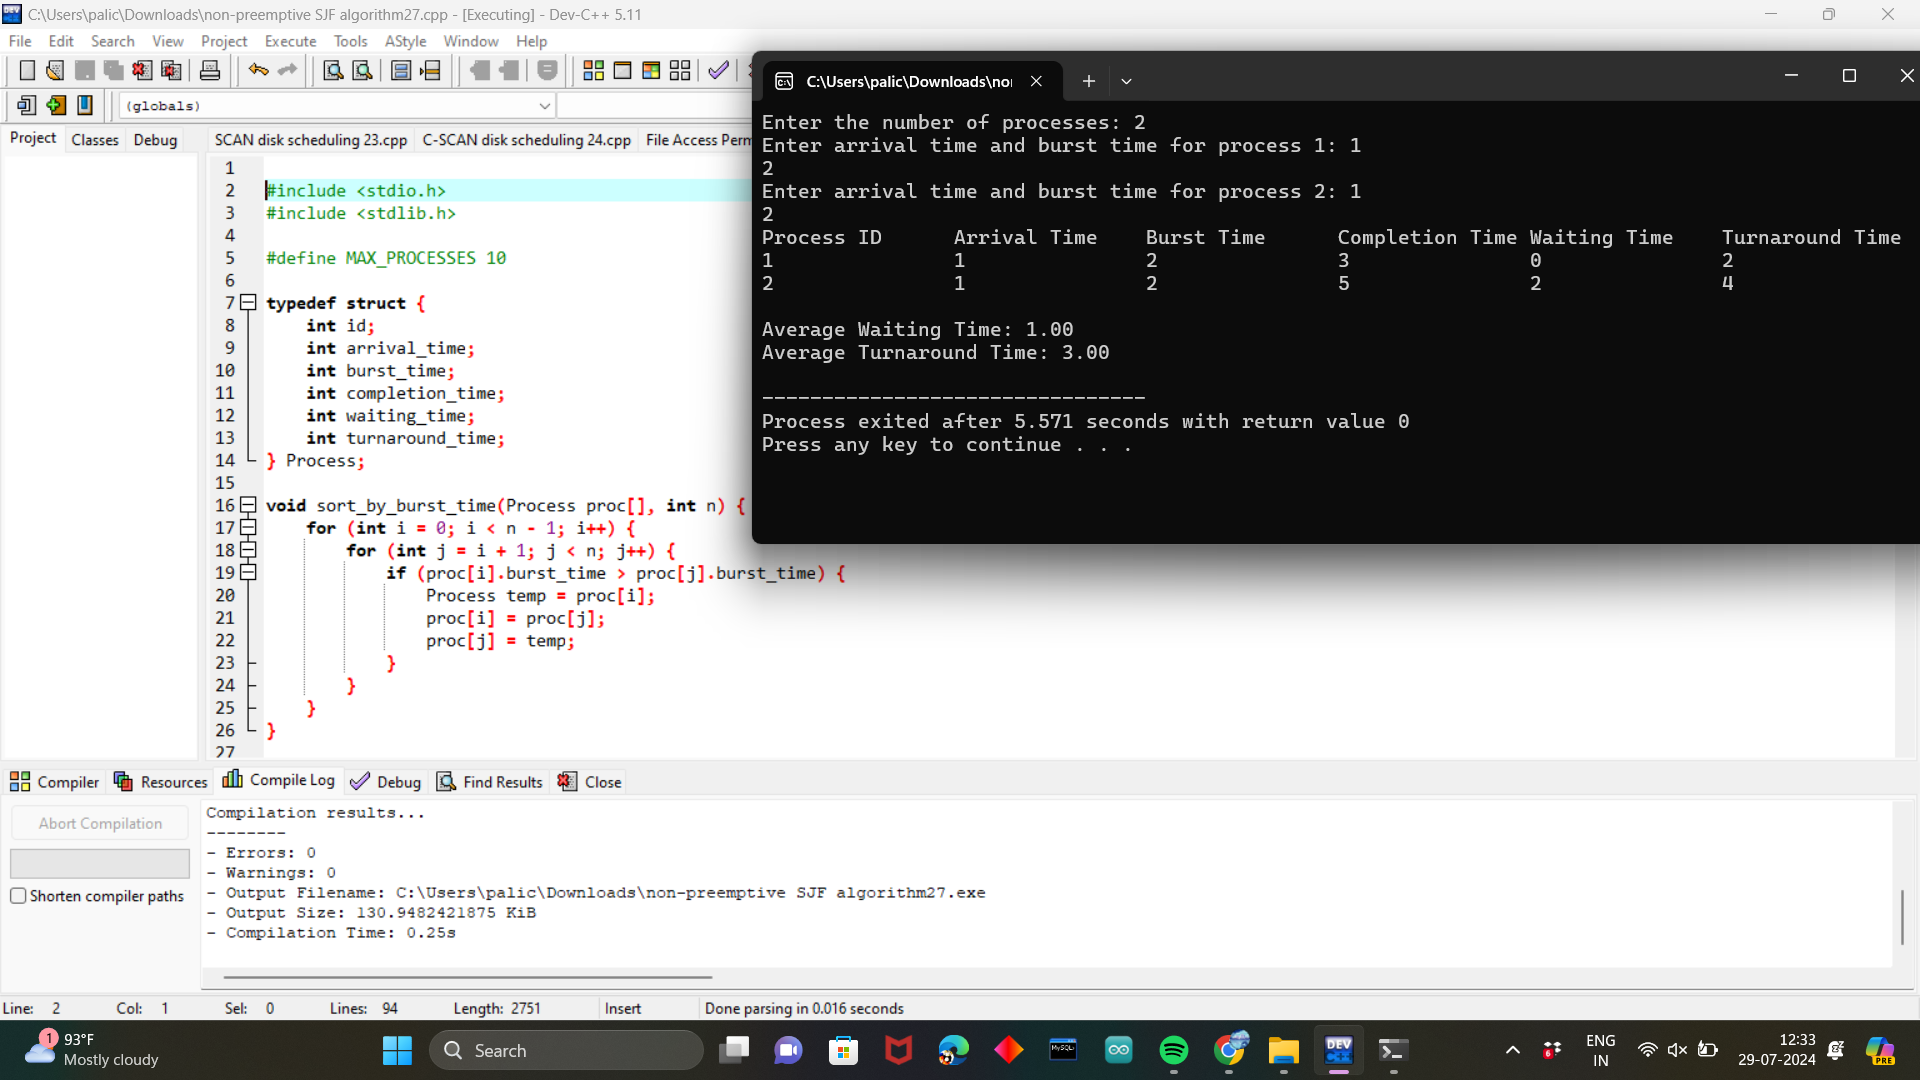 C:\Users\palic\Downloads\non-preemptive SJF algorithm27.cpp - [Executing] - Dev-C++ 5.11
File Edit Search View Project Execute Tools AStyle Window Help
(globals)
Project Classes Debug
SCAN disk scheduling 23.cpp C-SCAN disk scheduling 24.cpp File Access Perm
1
2 #include <stdio.h>
3 #include <stdlib.h>
4
5 #define MAX_PROCESSES 10
6
7 typedef struct {
8 int id;
9 int arrival_time;
10 int burst_time;
11 int completion_time;
12 int waiting_time;
13 int turnaround_time;
14 } Process;
15
16 void sort_by_burst_time(Process proc[], int n) {
17 for (int i = 0; i < n - 1; i++) {
18 for (int j = i + 1; j < n; j++) {
19 if (proc[i].burst_time > proc[j].burst_time) {
20 Process temp = proc[i];
21 proc[i] = proc[j];
22 proc[j] = temp;
23 }
24 }
25 }
26 }
27
C:\Users\palic\Downloads\noı
Enter the number of processes: 2
Enter arrival time and burst time for process 1: 1
2
Enter arrival time and burst time for process 2: 1
2
Process ID Arrival Time Burst Time Completion Time Waiting Time Turnaround Time
1 1 2 3 0 2
2 1 2 5 2 4
Average Waiting Time: 1.00
Average Turnaround Time: 3.00
--------------------------------
Process exited after 5.571 seconds with return value 0
Press any key to continue . . .
Compiler Resources Compile Log Debug Find Results Close
Abort Compilation
Shorten compiler paths
Compilation results...
--------
- Errors: 0
- Warnings: 0
- Output Filename: C:\Users\palic\Downloads\non-preemptive SJF algorithm27.exe
- Output Size: 130.9482421875 KiB
- Compilation Time: 0.25s
Line: 2 Col: 1 Sel: 0 Lines: 94 Length: 2751 Insert Done parsing in 0.016 seconds
1
93°F
Mostly cloudy
Search
MySQL
DEV
6
ENG
IN
12:33
29-07-2024
PRE